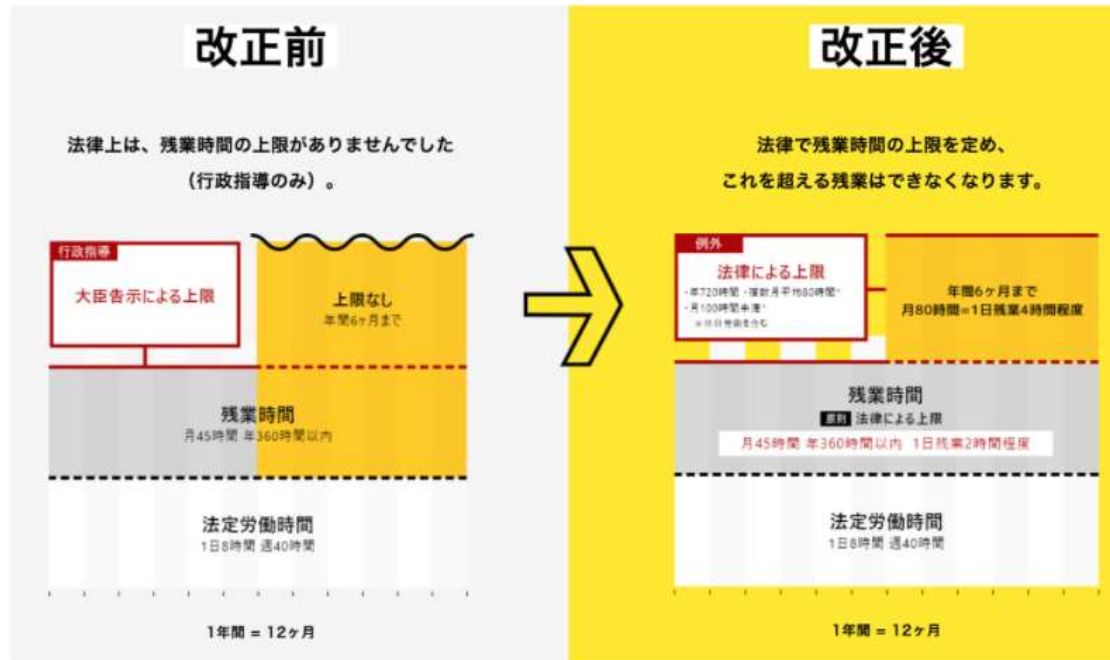 改正前
法律上は、残業時間の上限がありませんでした
（行政指導のみ）。
行政指導
大臣告示による上限
上限なし
年間6ヶ月まで
残業時間
月45時間 年360時間以内
法定労働時間
1日8時間 週40時間
1年間 = 12ヶ月
改正後
法律で残業時間の上限を定め、
これを超える残業はできなくなります。
例外
法律による上限
・年720時間 ・複数月平均80時間*
・月100時間未満*
*休日労働を含む
年間6ヶ月まで
月80時間=1日残業4時間程度
残業時間
原則 法律による上限
月45時間 年360時間以内 1日残業2時間程度
法定労働時間
1日8時間 週40時間
1年間 = 12ヶ月